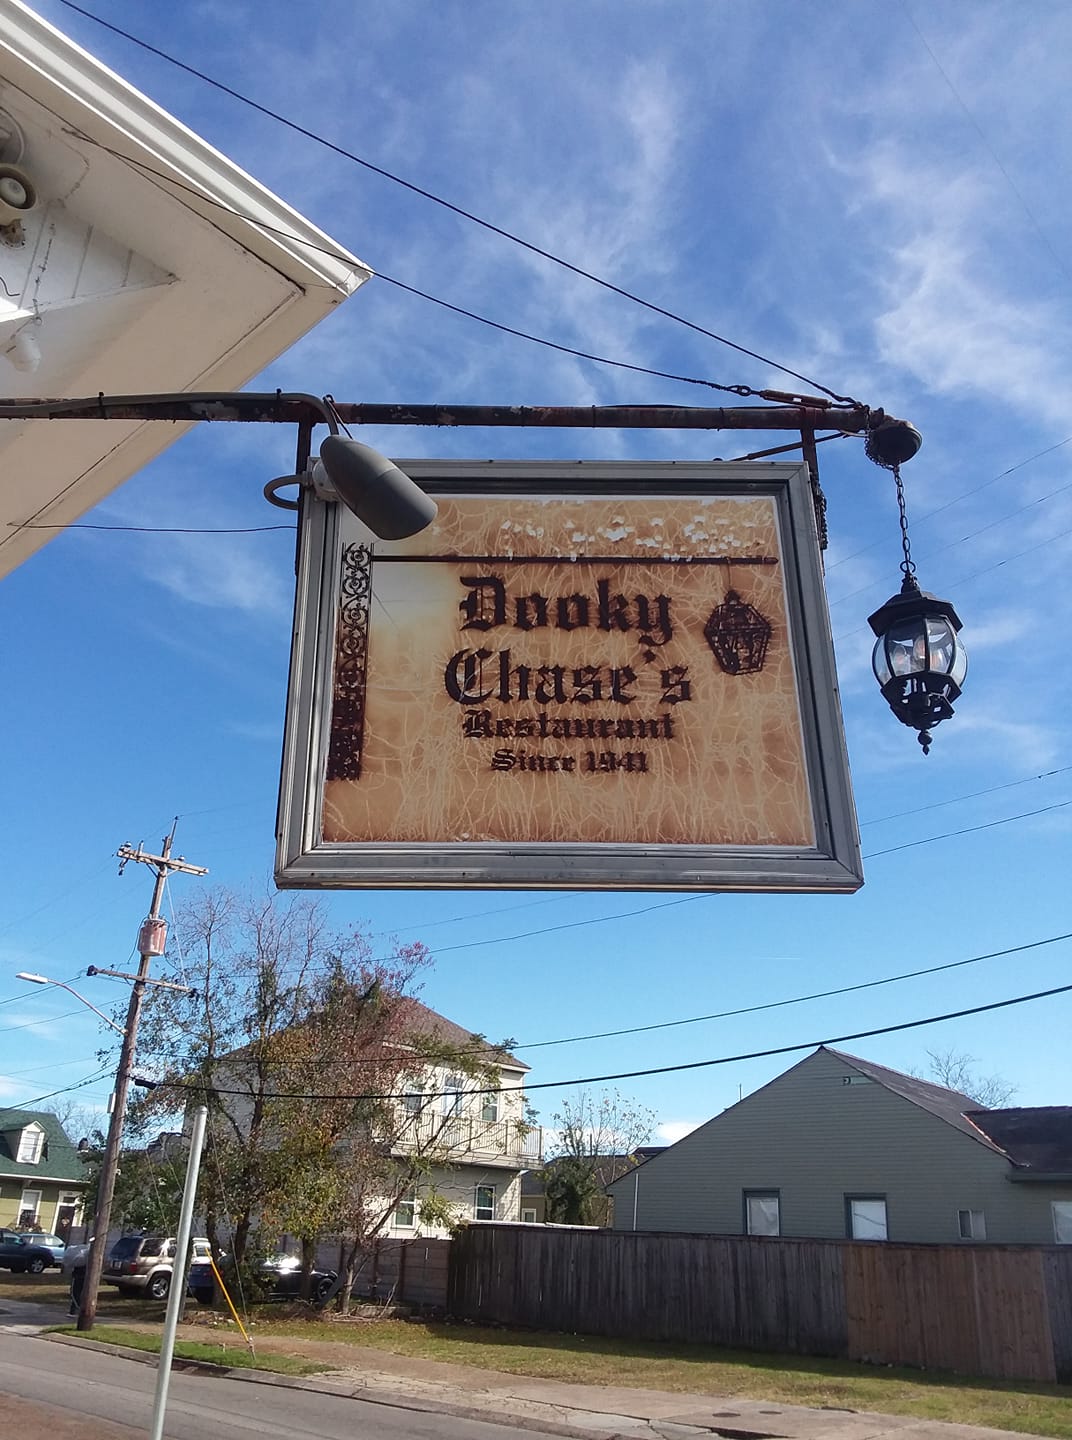 Dooky
Chase's
Restaurant
Since 1941